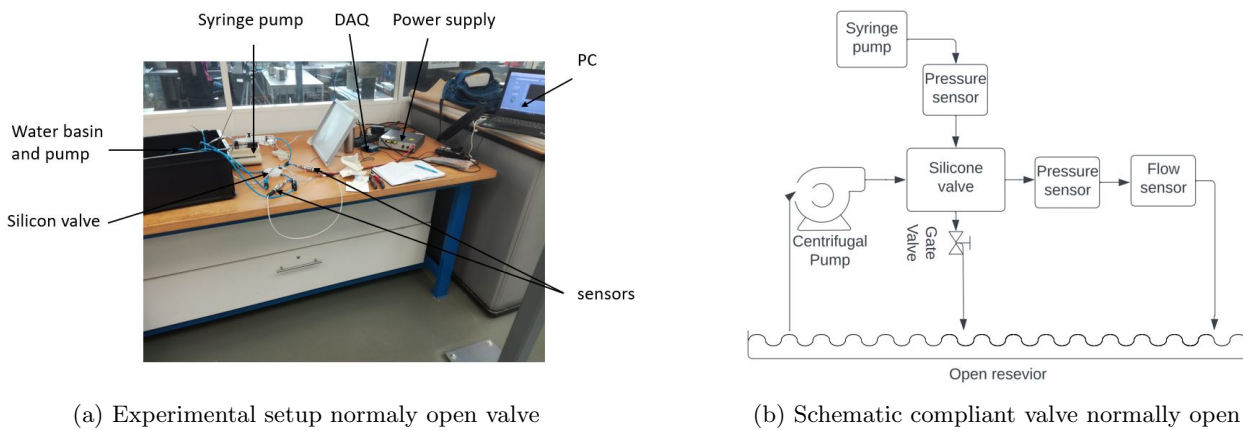 Syringe pump
DAQ
Power supply
PC
Water basin
and pump
Silicon valve
sensors
(a) Experimental setup normaly open valve
Syringe
pump
Pressure
sensor
Silicone
valve
Pressure
sensor
Flow
sensor
Centrifugal
Pump
Gate
Valve
Open resevior
(b) Schematic compliant valve normally open